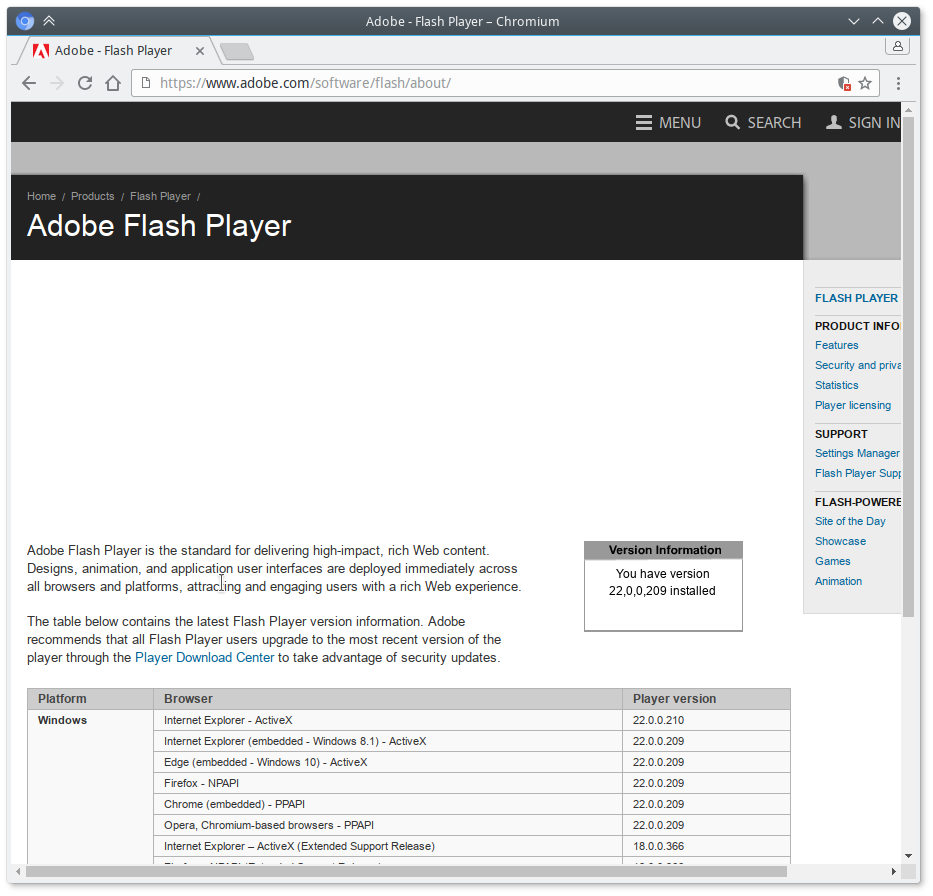 Adobe - Flash Player – Chromium
Adobe - Flash Player
https://www.adobe.com/software/flash/about/
MENU SEARCH SIGN IN
Home / Products / Flash Player /
Adobe Flash Player
FLASH PLAYER
PRODUCT INFO
Features
Security and priva
Statistics
Player licensing
SUPPORT
Settings Manager
Flash Player Supp
FLASH-POWERE
Site of the Day
Showcase
Games
Animation
Adobe Flash Player is the standard for delivering high-impact, rich Web content.
Designs, animation, and application user interfaces are deployed immediately across
all browsers and platforms, attracting and engaging users with a rich Web experience.
Version Information
You have version
22,0,0,209 installed
The table below contains the latest Flash Player version information. Adobe
recommends that all Flash Player users upgrade to the most recent version of the
player through the Player Download Center to take advantage of security updates.
Platform Browser Player version
Windows Internet Explorer - ActiveX 22.0.0.210
Internet Explorer (embedded - Windows 8.1) - ActiveX 22.0.0.209
Edge (embedded - Windows 10) - ActiveX 22.0.0.209
Firefox - NPAPI 22.0.0.209
Chrome (embedded) - PPAPI 22.0.0.209
Opera, Chromium-based browsers - PPAPI 22.0.0.209
Internet Explorer – ActiveX (Extended Support Release) 18.0.0.366